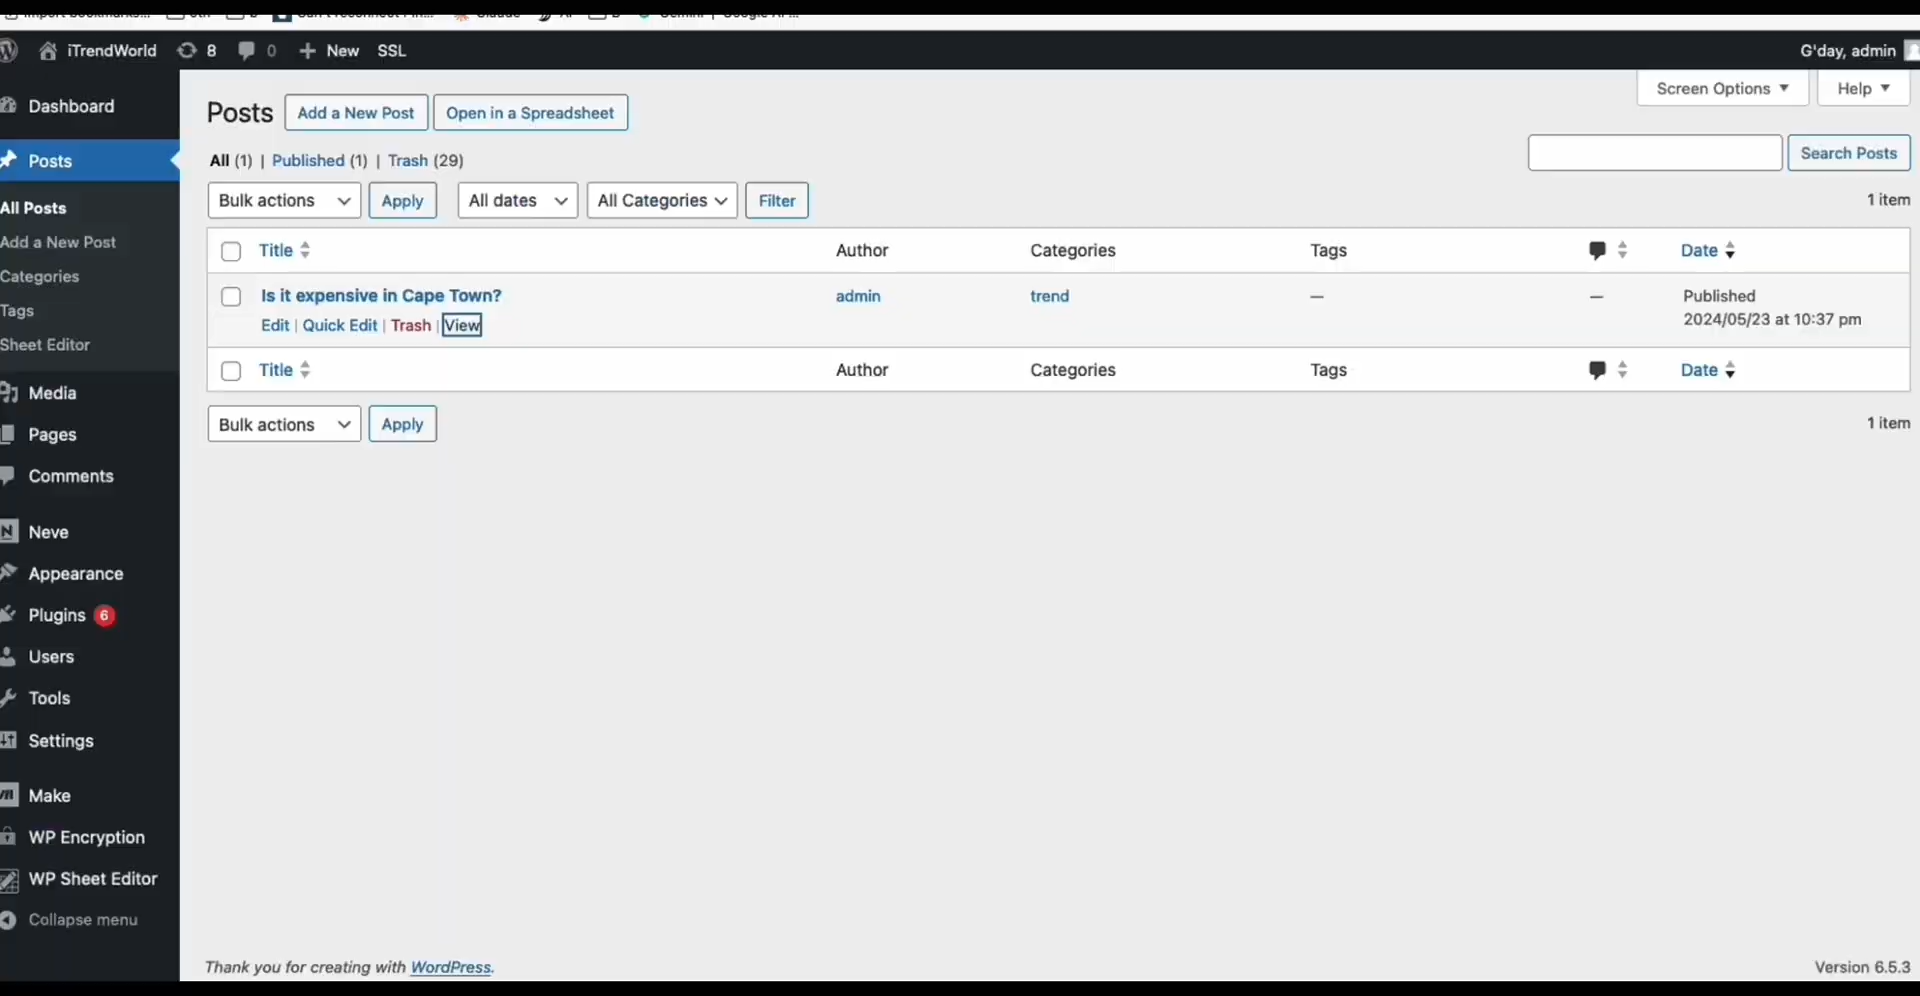 iTrendWorld 8 0 New SSL G'day, admin
Dashboard
Posts
All Posts
Add a New Post
Categories
Tags
Sheet Editor
Media
Pages
Comments
Neve
Appearance
Plugins 6
Users
Tools
Settings
Make
WP Encryption
WP Sheet Editor
Collapse menu
Screen Options Help
Posts Add a New Post Open in a Spreadsheet
All (1) | Published (1) | Trash (29)
Search Posts
Bulk actions Apply All dates All Categories Filter 1 item
Title Author Categories Tags Date
Is it expensive in Cape Town? admin trend — — Published
Edit | Quick Edit | Trash | View 2024/05/23 at 10:37 pm
Title Author Categories Tags Date
Bulk actions Apply 1 item
Thank you for creating with WordPress. Version 6.5.3